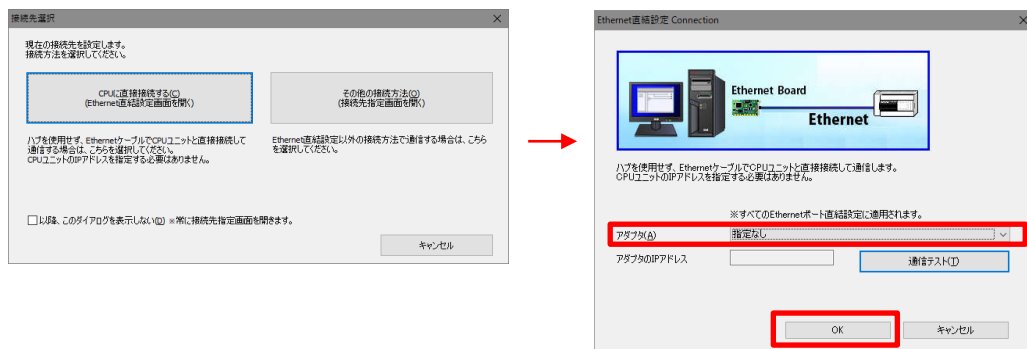 接続先選択
現在の接続先を設定します。
接続方法を選択してください。
CPUに直接接続する(C)
(Ethernet直結設定画面を開く)
その他の接続方法(O)
(接続先指定画面を開く)
ハブを使用せず、EthernetケーブルでCPUユニットと直接接続して
通信する場合は、こちらを選択してください。
CPUユニットのIPアドレスを指定する必要はありません。
Ethernet直結設定以外の接続方法で通信する場合は、こちら
を選択してください。
以降、このダイアログを表示しない(D) ※常に接続先指定画面を開きます。
キャンセル
Ethernet直結設定 Connection
Ethernet Board
Ethernet
ハブを使用せず、EthernetケーブルでCPUユニットと直接接続して通信します。
CPUユニットのIPアドレスを指定する必要はありません。
※すべてのEthernetポート直結設定に適用されます。
アダプタ(A)
指定なし
アダプタのIPアドレス
通信テスト(T)
OK
キャンセル